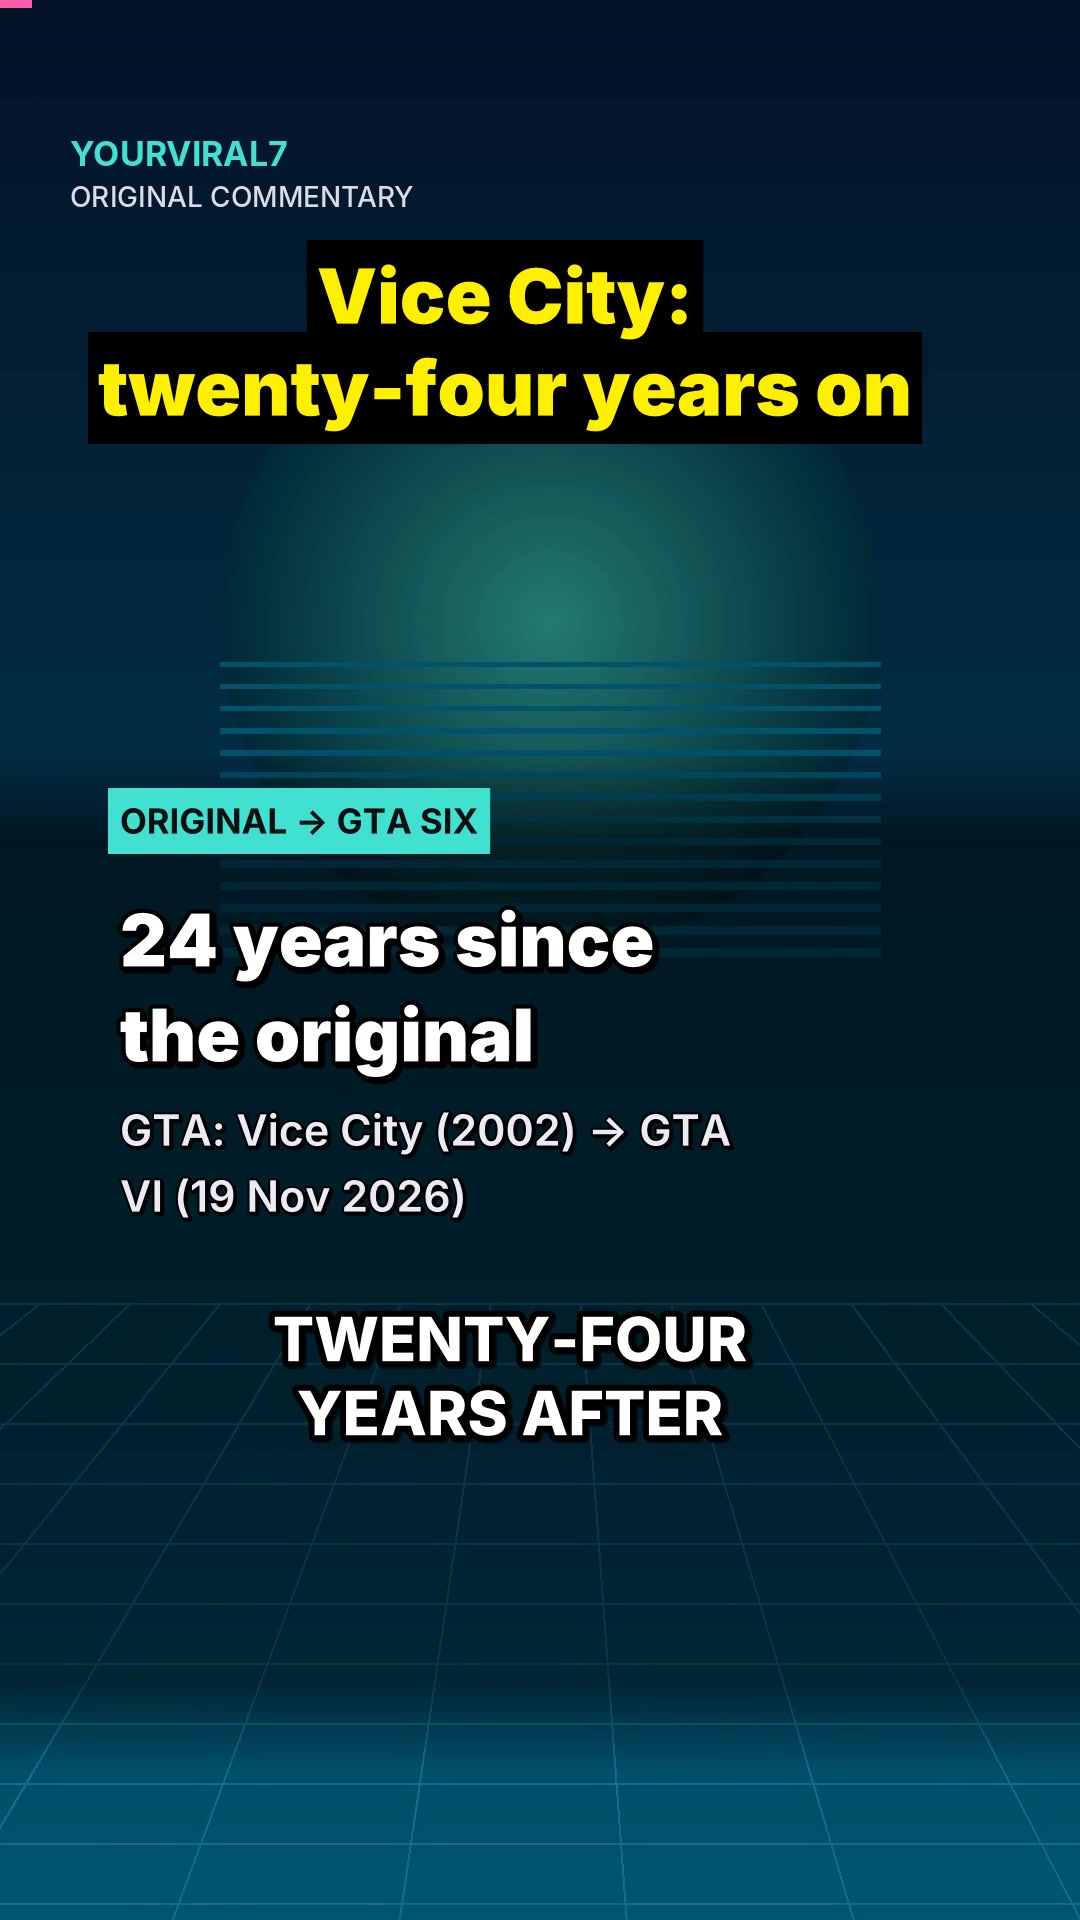 YOURVIRAL7
ORIGINAL COMMENTARY
Vice City:
twenty-four years on
ORIGINAL → GTA SIX
24 years since
the original
GTA: Vice City (2002) → GTA
VI (19 Nov 2026)
TWENTY-FOUR
YEARS AFTER